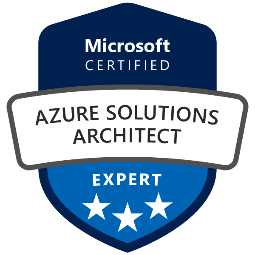 Microsoft
CERTIFIED
AZURE SOLUTIONS
ARCHITECT
EXPERT